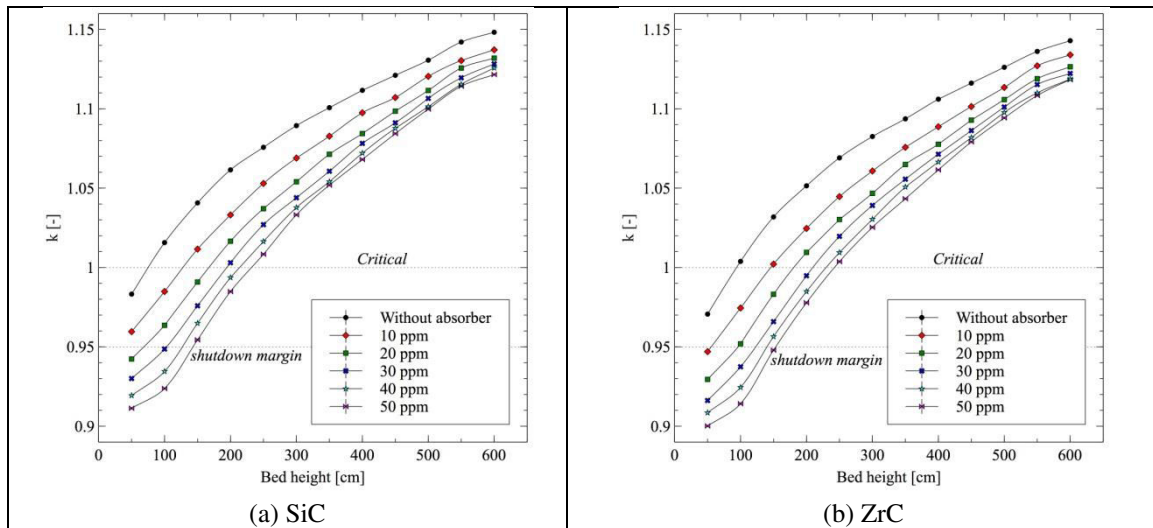 1.15
1.1
1.05
1
0.95
0.9
k [-]
Critical
shutdown margin
Without absorber
10 ppm
20 ppm
30 ppm
40 ppm
50 ppm
0
100
200
300
400
500
600
Bed height [cm]
(a) SiC
1.15
1.1
1.05
1
0.95
0.9
k [-]
Critical
shutdown margin
Without absorber
10 ppm
20 ppm
30 ppm
40 ppm
50 ppm
0
100
200
300
400
500
600
Bed height [cm]
(b) ZrC